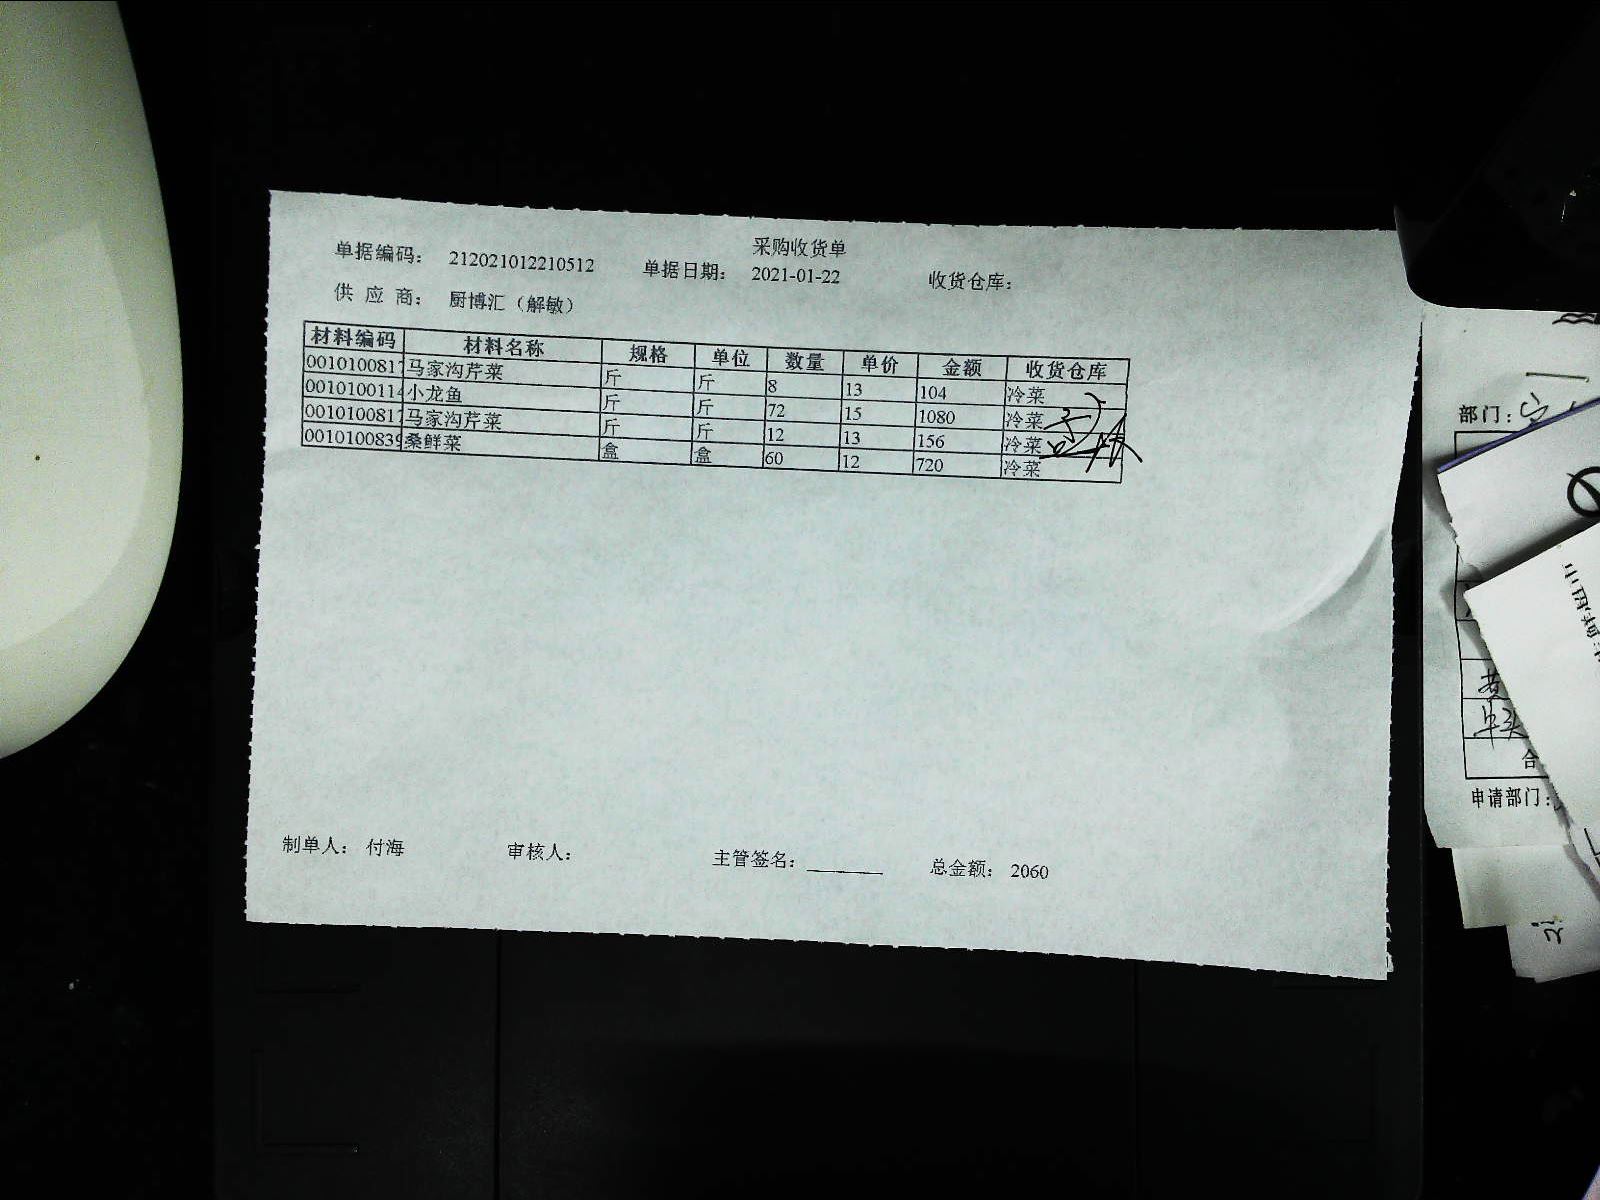 采购收货单
单据编码： 212021012210512 单据日期： 2021-01-22 收货仓库：
供 应 商： 厨博汇（解敏）
材料编码 材料名称 规格 单位 数量 单价 金额 收货仓库
0010100817 马家沟芹菜 斤 斤 8 13 104 冷菜
0010100114 小龙鱼 斤 斤 72 15 1080 冷菜
0010100817 马家沟芹菜 斤 斤 12 13 156 冷菜
0010100839 桑鲜菜 盒 盒 60 12 720 冷菜
制单人： 付海 审核人： 主管签名： 总金额： 2060
部门：
合
申请部门：